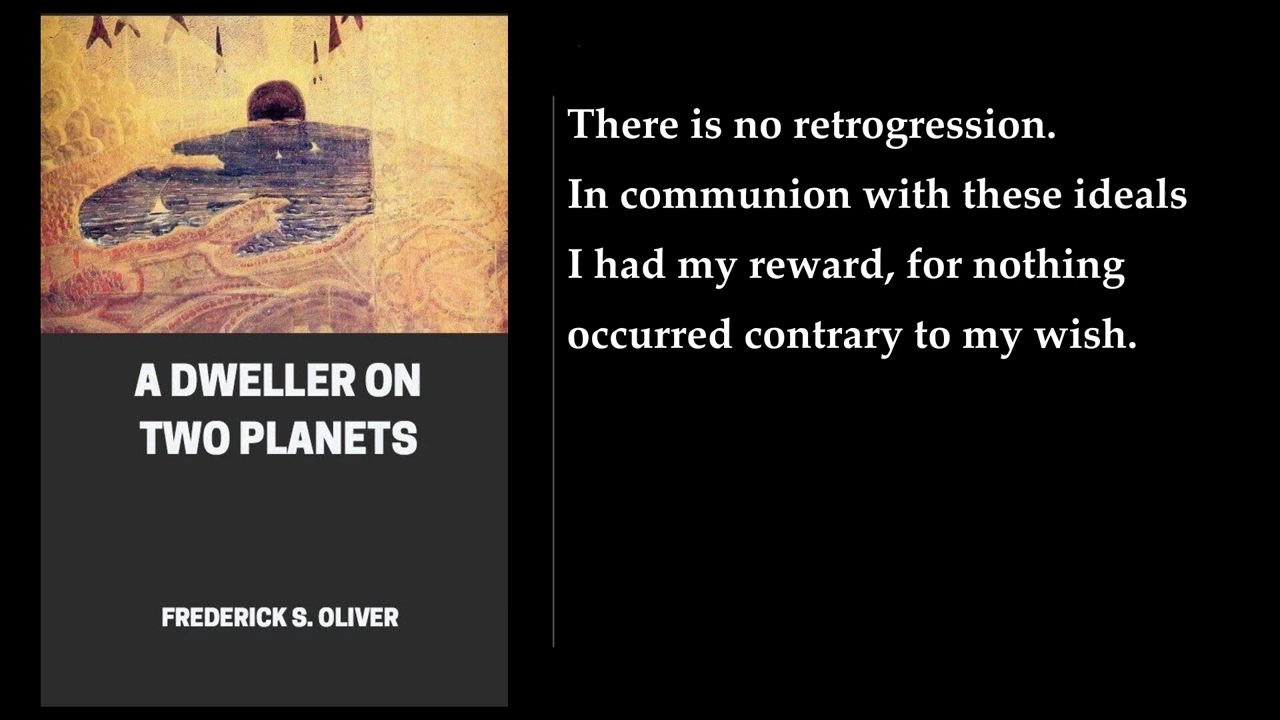 A DWELLER ON
TWO PLANETS
FREDERICK S. OLIVER
There is no retrogression.
In communion with these ideals
I had my reward, for nothing
occurred contrary to my wish.